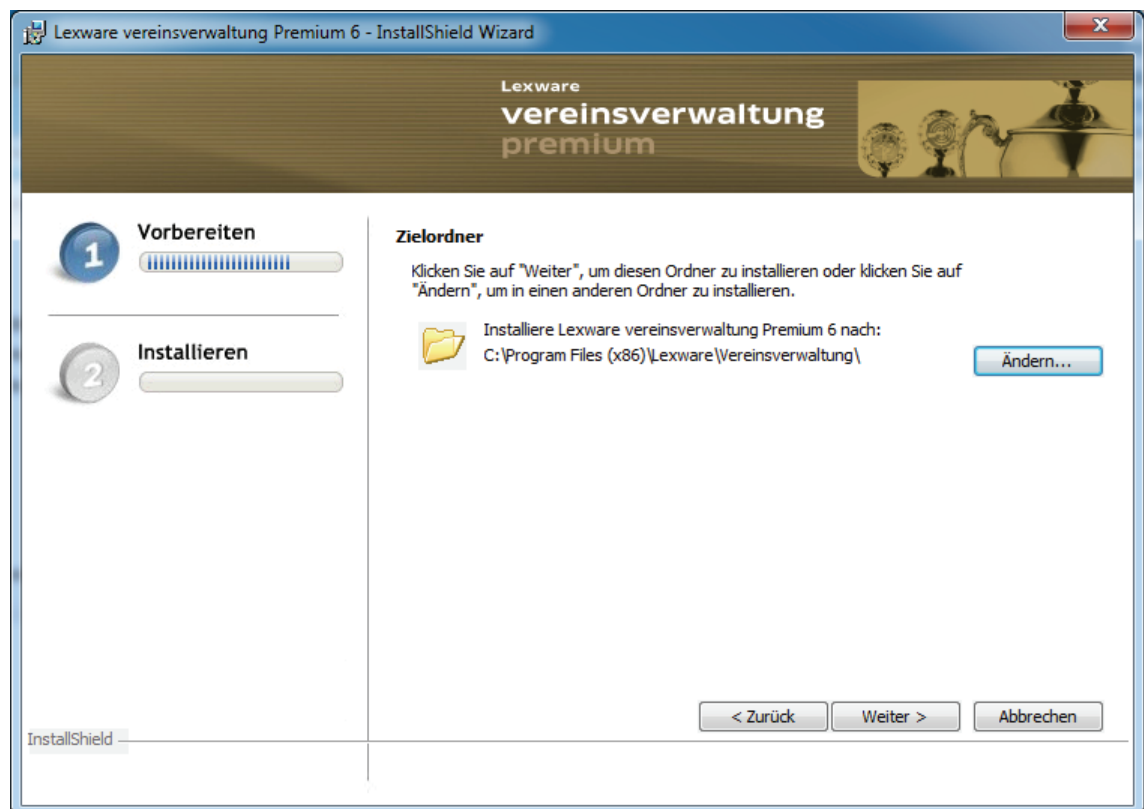 Lexware vereinsverwaltung Premium 6 - InstallShield Wizard
Lexware
vereinsverwaltung
premium
1
Vorbereiten
2
Installieren
Zielordner
Klicken Sie auf "Weiter", um diesen Ordner zu installieren oder klicken Sie auf
"Ändern", um in einen anderen Ordner zu installieren.
Installiere Lexware vereinsverwaltung Premium 6 nach:
C:\Program Files (x86)\Lexware\Vereinsverwaltung\
Ändern...
< Zurück
Weiter >
Abbrechen
InstallShield